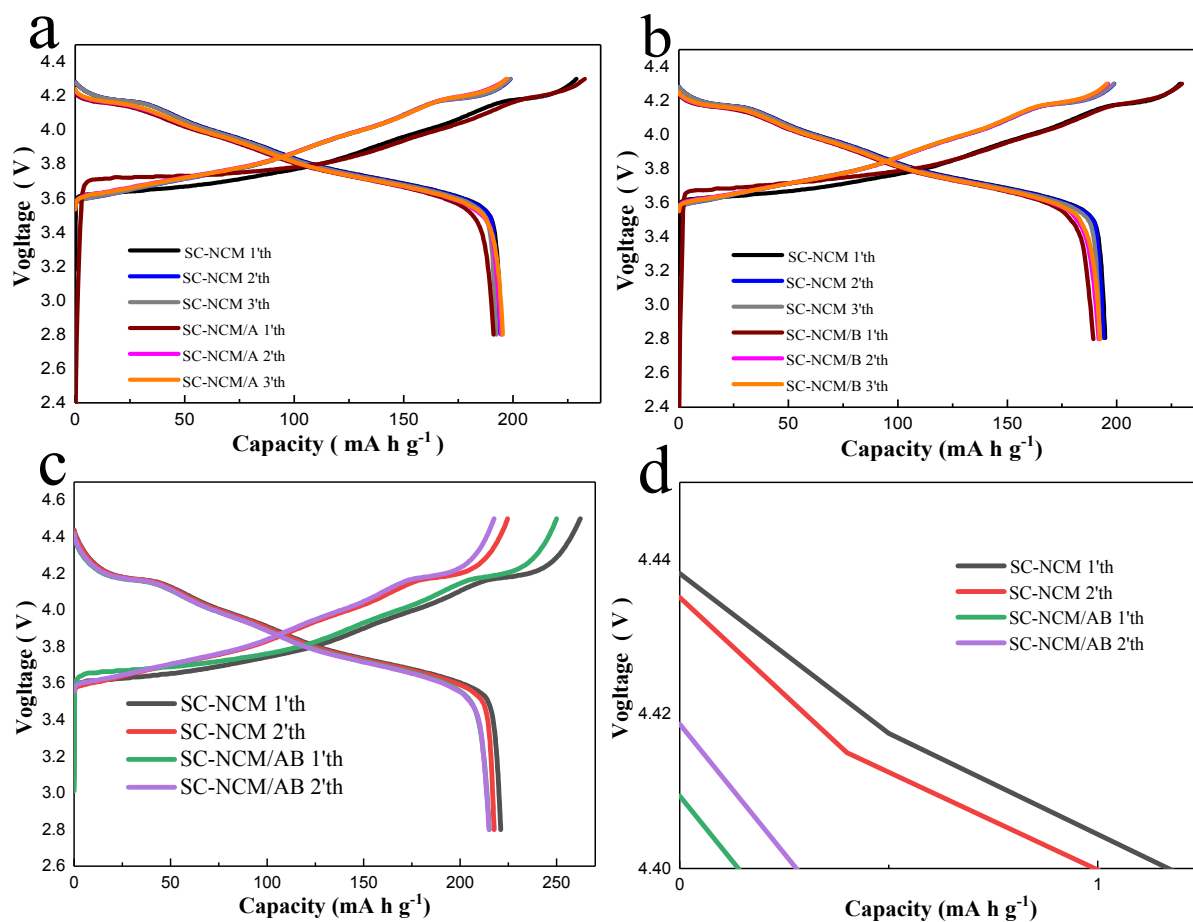 a
4.4
4.2
4.0
3.8
3.6
3.4
3.2
3.0
2.8
2.6
2.4
Vogltage ( V )
SC-NCM 1'th
SC-NCM 2'th
SC-NCM 3'th
SC-NCM/A 1'th
SC-NCM/A 2'th
SC-NCM/A 3'th
0 50 100 150 200
Capacity ( mA h g-1)
b
4.4
4.2
4.0
3.8
3.6
3.4
3.2
3.0
2.8
2.6
2.4
Vogltage ( V )
SC-NCM 1'th
SC-NCM 2'th
SC-NCM 3'th
SC-NCM/B 1'th
SC-NCM/B 2'th
SC-NCM/B 3'th
0 50 100 150 200
Capacity (mA h g-1)
c
4.6
4.4
4.2
4.0
3.8
3.6
3.4
3.2
3.0
2.8
2.6
Vogltage ( V )
SC-NCM 1'th
SC-NCM 2'th
SC-NCM/AB 1'th
SC-NCM/AB 2'th
0 50 100 150 200 250
Capacity (mA h g-1)
d
4.44
4.42
4.40
Vogltage ( V )
SC-NCM 1'th
SC-NCM 2'th
SC-NCM/AB 1'th
SC-NCM/AB 2'th
0 1
Capacity (mA h g-1)